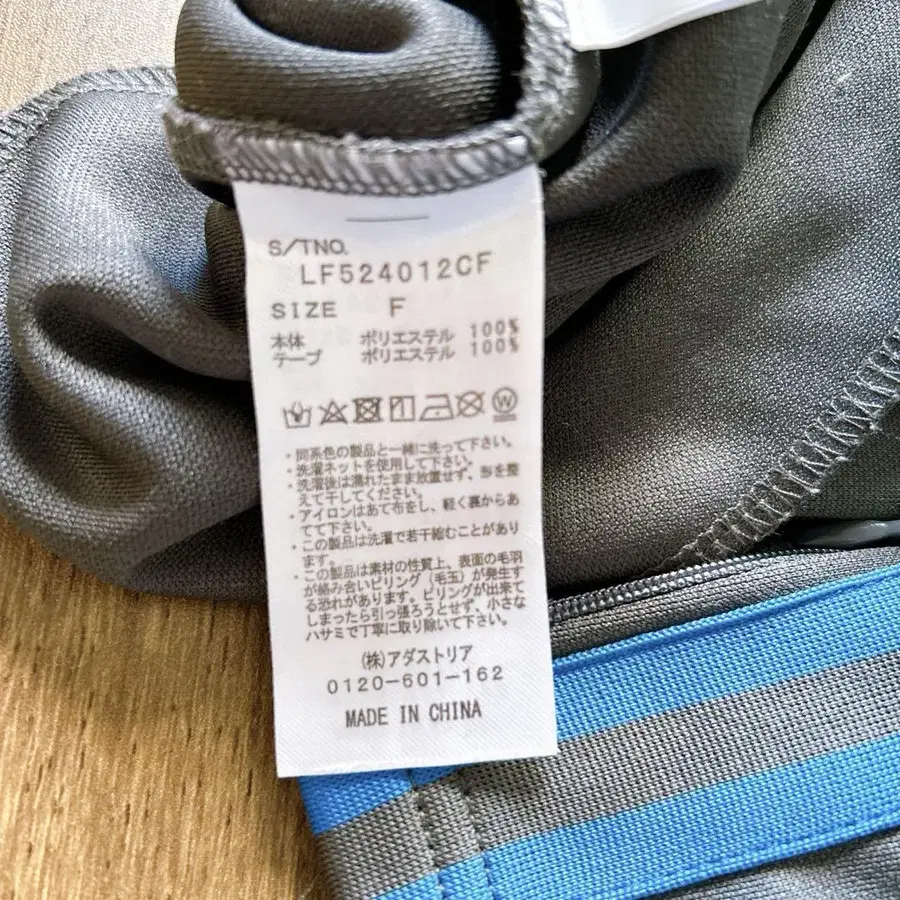 S/TNO.
LF524012CF
SIZE F
本体 ポリエステル 100%
テープ ポリエステル 100%
W
・同系色の製品と一緒に洗って下さい。
・洗濯ネットを使用して下さい。
・洗濯後は濡れたまま放置せず、形を整
えて干してください。
・アイロンはあて布をし、軽く裏からあ
てて下さい。
・この製品は洗濯で若干縮むことがあり
ます。
・この製品は素材の性質上、表面の毛羽
が絡み合いピリング（毛玉）が発生す
る恐れがあります。ピリングが出来て
しまったら引っ張ろうとせず、小さな
ハサミで丁寧に取り除いて下さい。
(株)アダストリア
0120-601-162
MADE IN CHINA